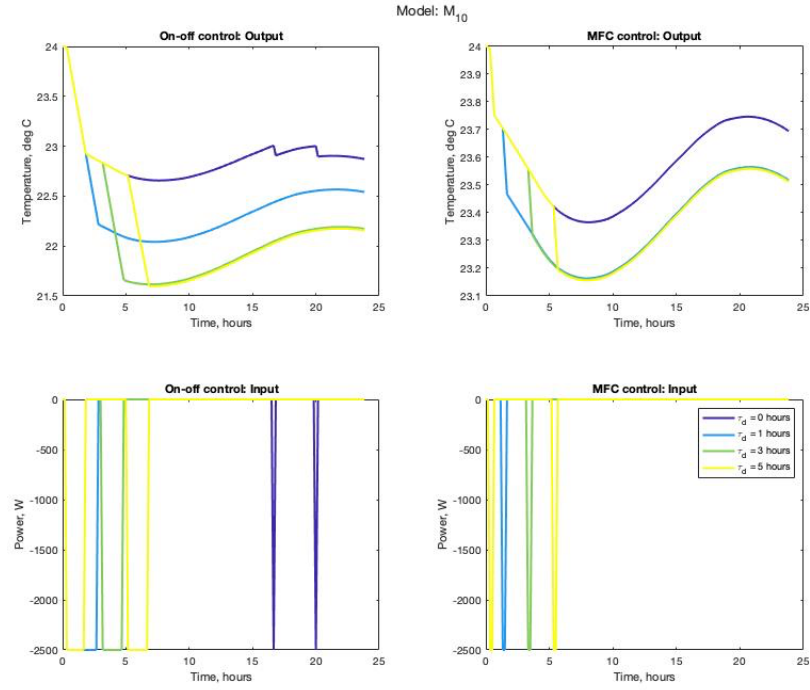 Model: M10
On-off control: Output
24
23.5
23
22.5
22
21.5
Temperature, deg C
0 5 10 15 20 25
Time, hours
MFC control: Output
24
23.9
23.8
23.7
23.6
23.5
23.4
23.3
23.2
23.1
Temperature, deg C
0 5 10 15 20 25
Time, hours
On-off control: Input
0
-500
-1000
-1500
-2000
-2500
Power, W
0 5 10 15 20 25
Time, hours
MFC control: Input
0
-500
-1000
-1500
-2000
-2500
Power, W
0 5 10 15 20 25
Time, hours
τd = 0 hours
τd = 1 hours
τd = 3 hours
τd = 5 hours